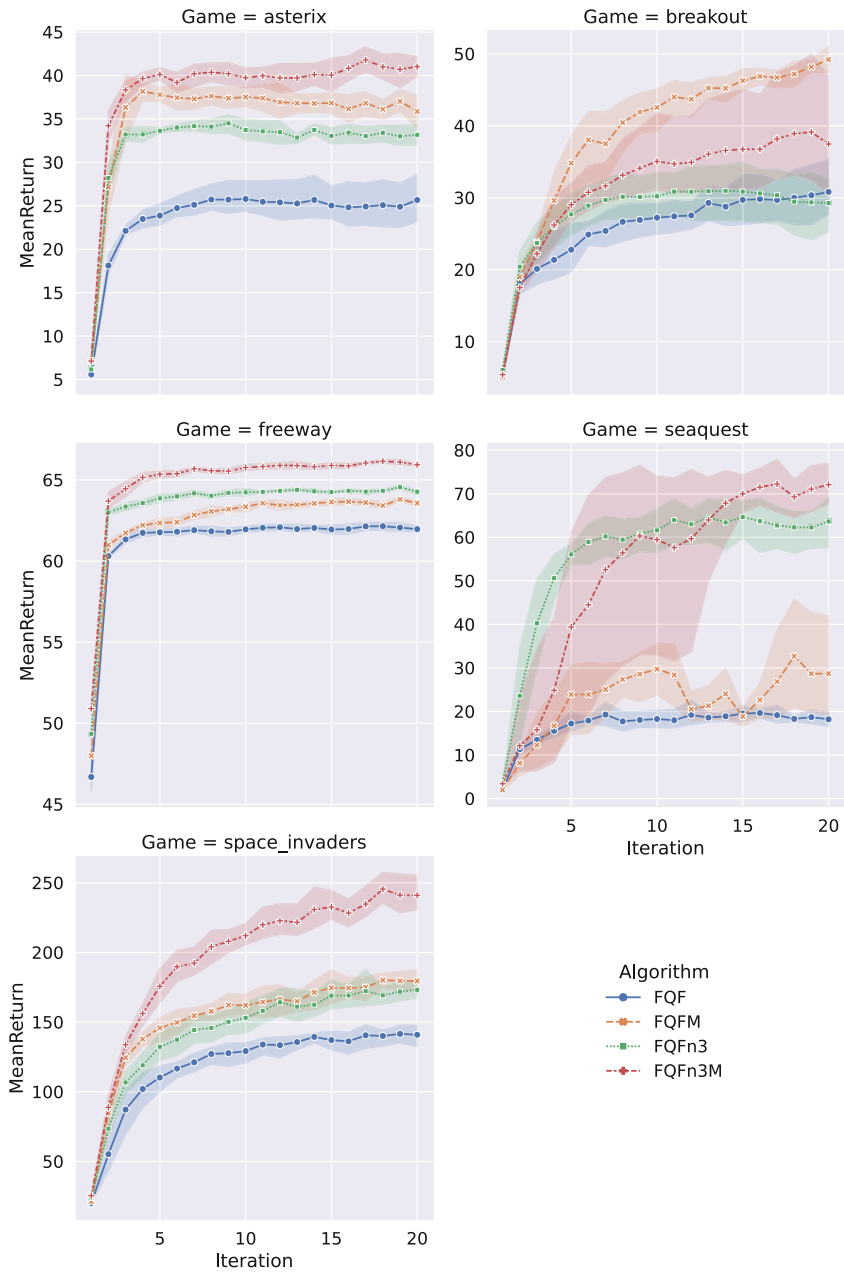 Game = asterix
45
40
35
30
25
20
15
10
5
MeanReturn
Game = breakout
50
40
30
20
10
Game = freeway
65
60
55
50
45
MeanReturn
Game = seaquest
80
70
60
50
40
30
20
10
0
5
10
15
20
Iteration
Game = space_invaders
250
200
150
100
50
MeanReturn
5
10
15
20
Iteration
Algorithm
FQF
FQFM
FQFn3
FQFn3M